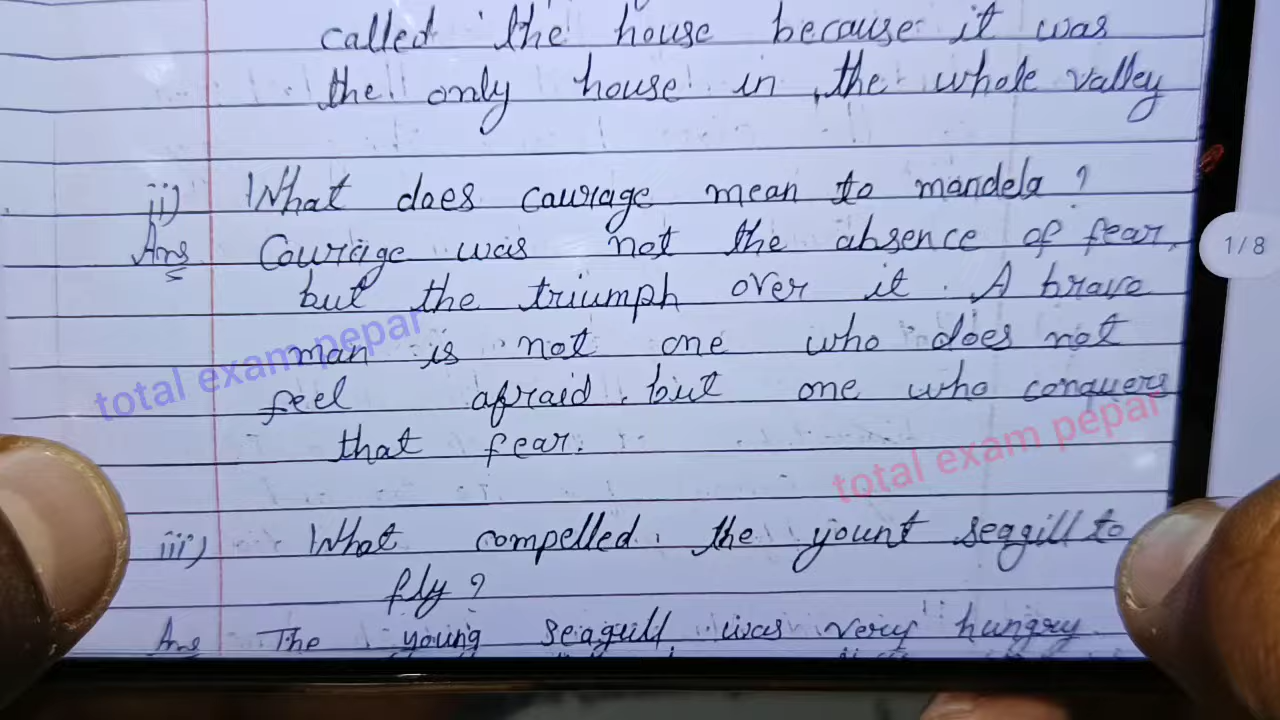 called the house because it was
the only house in the whole valley
ii) What does courage mean to mandela ?
Ans Courage was not the absence of fear,
but the triumph over it. A brave
man is not one who does not
feel afraid, but one who conquers
that fear.
iii) What compelled the yount seagill to
fly ?
Ans The young seagull was very hungry
1/8
total exam pepar
total exam pepar